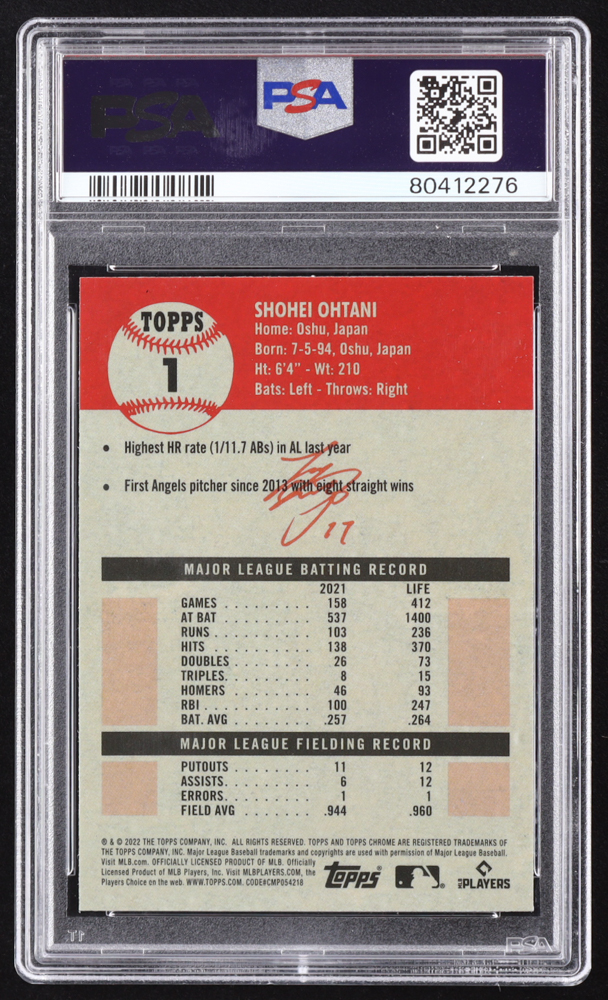 PSA
PSA
80412276
TOPPS
1
SHOHEI OHTANI
Home: Oshu, Japan
Born: 7-5-94, Oshu, Japan
Ht: 6'4" - Wt: 210
Bats: Left - Throws: Right
• Highest HR rate (1/11.7 ABs) in AL last year
• First Angels pitcher since 2013 with eight straight wins
17
MAJOR LEAGUE BATTING RECORD
2021 LIFE
GAMES . . . . . . . . . 158 412
AT BAT . . . . . . . . . 537 1400
RUNS . . . . . . . . . 103 236
HITS . . . . . . . . . 138 370
DOUBLES . . . . . . . . 26 73
TRIPLES. . . . . . . . . 8 15
HOMERS . . . . . . . . 46 93
RBI . . . . . . . . . . 100 247
BAT. AVG . . . . . . . . .257 .264
MAJOR LEAGUE FIELDING RECORD
PUTOUTS . . . . . . . . 11 12
ASSISTS. . . . . . . . . 6 12
ERRORS. . . . . . . . . 1 1
FIELD AVG . . . . . . . .944 .960
® & © 2022 THE TOPPS COMPANY, INC. ALL RIGHTS RESERVED. TOPPS AND TOPPS CHROME ARE REGISTERED TRADEMARKS OF
THE TOPPS COMPANY, INC. Major League Baseball trademarks and copyrights are used with permission of Major League Baseball.
Visit MLB.com. OFFICIALLY LICENSED PRODUCT OF MLB. Officially
Licensed Product of MLB Players, Inc. Visit MLBPLAYERS.COM, the
Players Choice on the web. WWW.TOPPS.COM. CODE#CMP054218
Topps
MLB PLAYERS
PSA